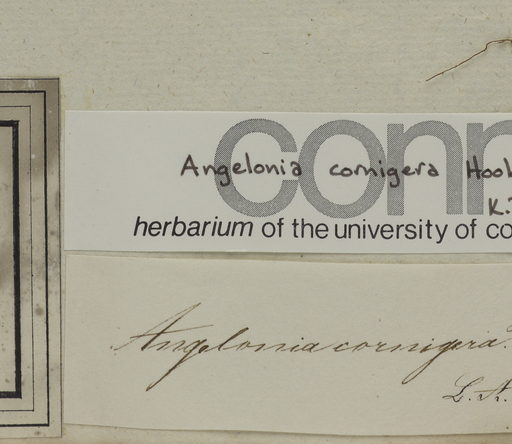 conn
Angelonia cornigera Hook
K.
herbarium of the university of co
Angelonia cornigera.
L. A.